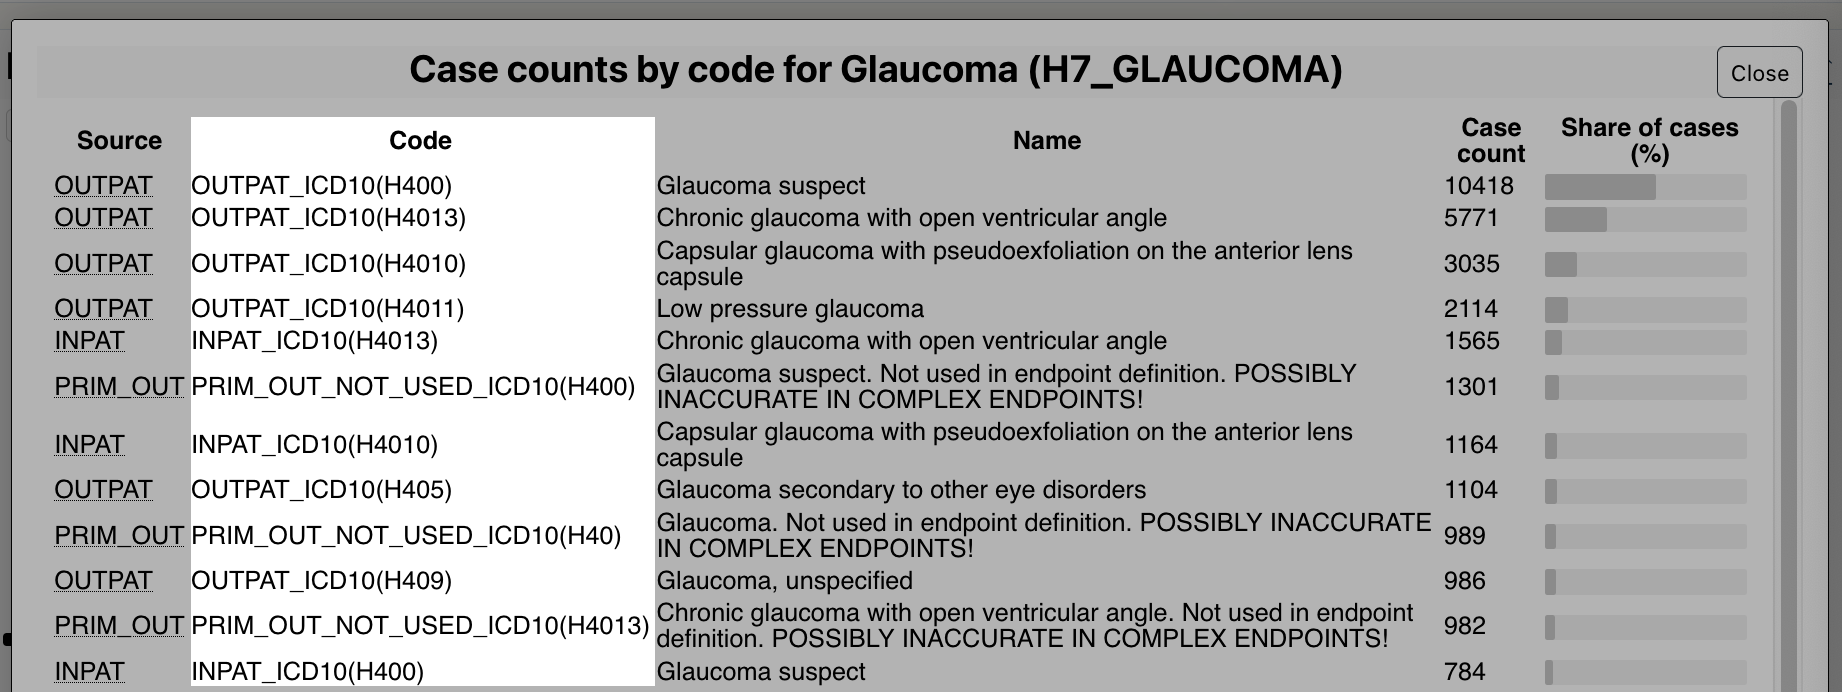 Case counts by code for Glaucoma (H7_GLAUCOMA)
Close
Source Code Name Case count Share of cases (%)
OUTPAT OUTPAT_ICD10(H400) Glaucoma suspect 10418
OUTPAT OUTPAT_ICD10(H4013) Chronic glaucoma with open ventricular angle 5771
OUTPAT OUTPAT_ICD10(H4010) Capsular glaucoma with pseudoexfoliation on the anterior lens capsule 3035
OUTPAT OUTPAT_ICD10(H4011) Low pressure glaucoma 2114
INPAT INPAT_ICD10(H4013) Chronic glaucoma with open ventricular angle 1565
PRIM_OUT PRIM_OUT_NOT_USED_ICD10(H400) Glaucoma suspect. Not used in endpoint definition. POSSIBLY INACCURATE IN COMPLEX ENDPOINTS! 1301
INPAT INPAT_ICD10(H4010) Capsular glaucoma with pseudoexfoliation on the anterior lens capsule 1164
OUTPAT OUTPAT_ICD10(H405) Glaucoma secondary to other eye disorders 1104
PRIM_OUT PRIM_OUT_NOT_USED_ICD10(H40) Glaucoma. Not used in endpoint definition. POSSIBLY INACCURATE IN COMPLEX ENDPOINTS! 989
OUTPAT OUTPAT_ICD10(H409) Glaucoma, unspecified 986
PRIM_OUT PRIM_OUT_NOT_USED_ICD10(H4013) Chronic glaucoma with open ventricular angle. Not used in endpoint definition. POSSIBLY INACCURATE IN COMPLEX ENDPOINTS! 982
INPAT INPAT_ICD10(H400) Glaucoma suspect 784